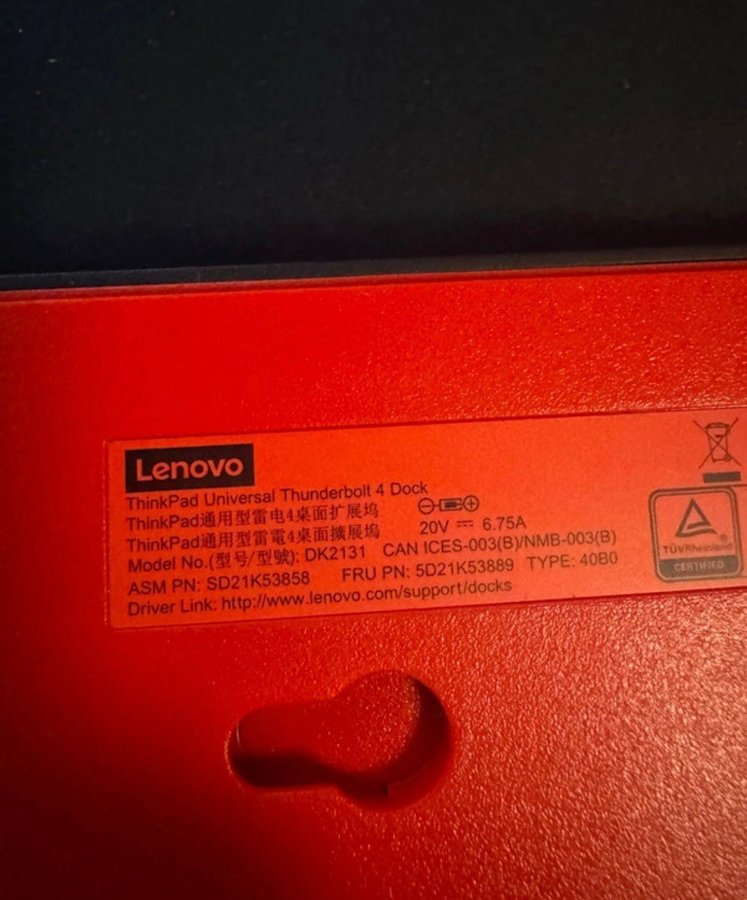 Lenovo
ThinkPad Universal Thunderbolt 4 Dock
ThinkPad通用型雷电4桌面扩展坞
ThinkPad通用型雷電4桌面擴展塢
20V ⎓ 6.75A
Model No.(型号/型號): DK2131 CAN ICES-003(B)/NMB-003(B)
ASM PN: SD21K53858 FRU PN: 5D21K53889 TYPE: 40B0
Driver Link: http://www.lenovo.com/support/docks
TÜVRheinland
CERTIFIED